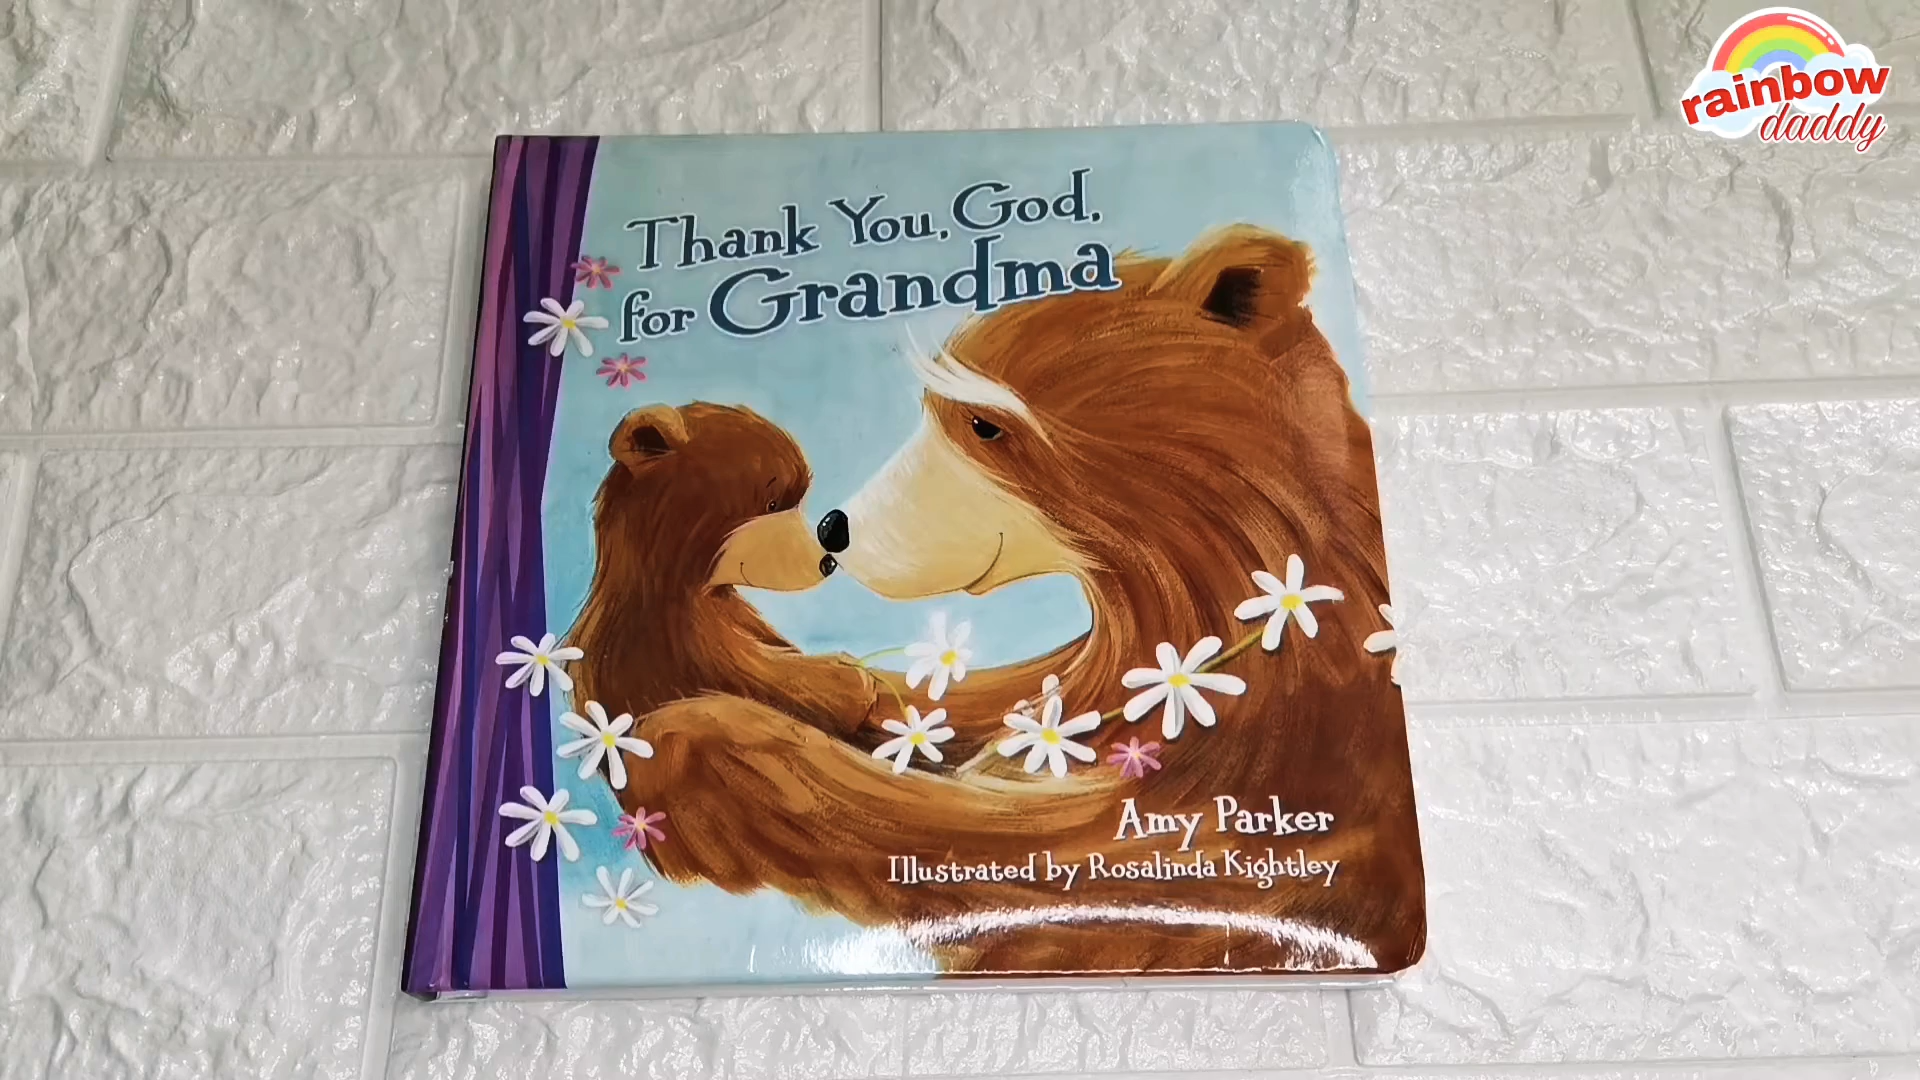 rainbow
daddy
Thank You, God,
for Grandma
Amy Parker
Illustrated by Rosalinda Kightley